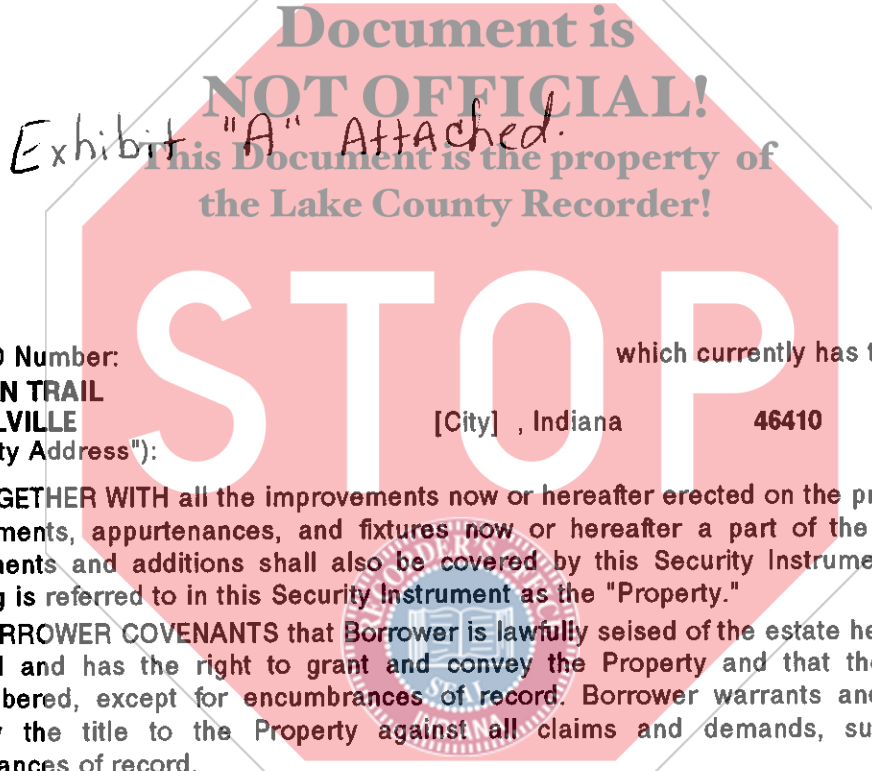 Document is
NOT OFFICIAL!
Exhibit "A" Attached.
This Document is the property of
the Lake County Recorder!
STOP
Number: which currently has
N TRAIL
LVILLE [City] , Indiana 46410
ty Address"):
GETHER WITH all the improvements now or hereafter erected on the pr
ments, appurtenances, and fixtures now or hereafter a part of the
ents and additions shall also be covered by this Security Instrume
g is referred to in this Security Instrument as the "Property."
RROWER COVENANTS that Borrower is lawfully seised of the estate he
and has the right to grant and convey the Property and that the
bered, except for encumbrances of record. Borrower warrants and
the title to the Property against all claims and demands, su
ances of record.
RECORDER'S OFFICE
SEAL
INDIANA